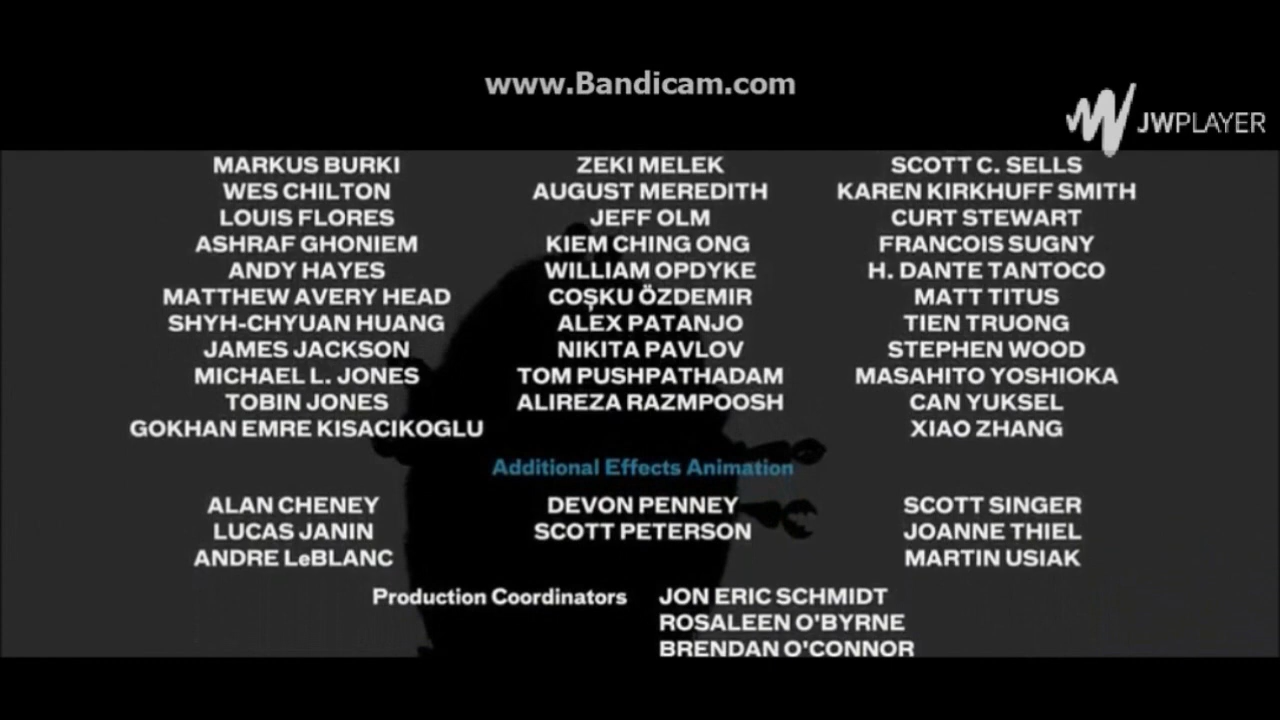 www.Bandicam.com
JWPLAYER
MARKUS BURKI ZEKI MELEK SCOTT C. SELLS
WES CHILTON AUGUST MEREDITH KAREN KIRKHUFF SMITH
LOUIS FLORES JEFF OLM CURT STEWART
ASHRAF GHONIEM KIEM CHING ONG FRANCOIS SUGNY
ANDY HAYES WILLIAM OPDYKE H. DANTE TANTOCO
MATTHEW AVERY HEAD COŞKU ÖZDEMIR MATT TITUS
SHYH-CHYUAN HUANG ALEX PATANJO TIEN TRUONG
JAMES JACKSON NIKITA PAVLOV STEPHEN WOOD
MICHAEL L. JONES TOM PUSHPATHADAM MASAHITO YOSHIOKA
TOBIN JONES ALIREZA RAZMPOOSH CAN YUKSEL
GOKHAN EMRE KISACIKOGLU XIAO ZHANG
Additional Effects Animation
ALAN CHENEY DEVON PENNEY SCOTT SINGER
LUCAS JANIN SCOTT PETERSON JOANNE THIEL
ANDRE LeBLANC MARTIN USIAK
Production Coordinators JON ERIC SCHMIDT
ROSALEEN O'BYRNE
BRENDAN O'CONNOR